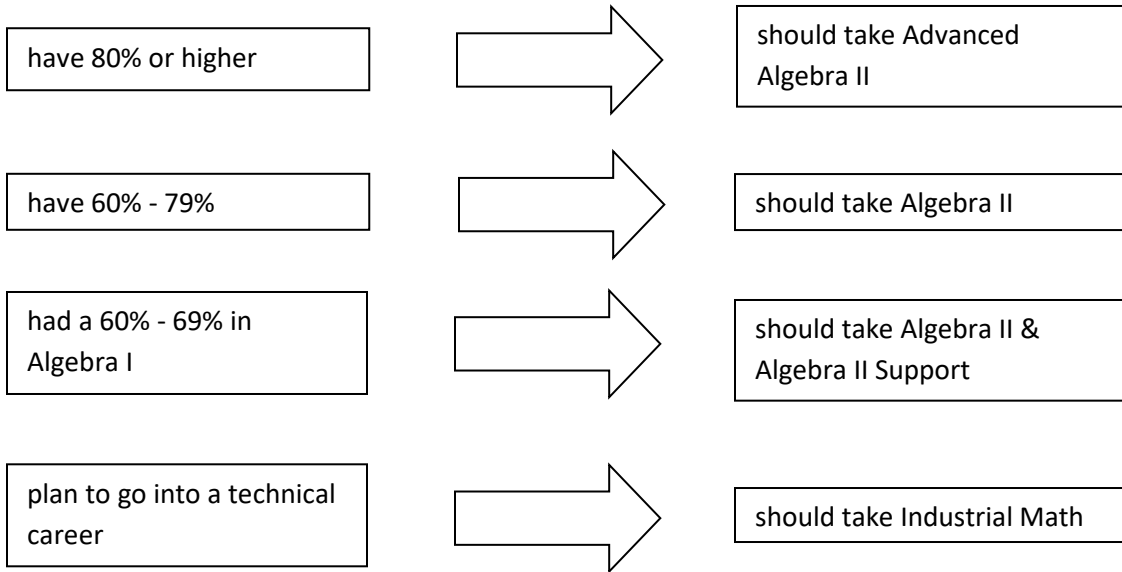 have 80% or higher
should take Advanced
Algebra II
have 60% - 79%
should take Algebra II
had a 60% - 69% in
Algebra I
should take Algebra II &
Algebra II Support
plan to go into a technical
career
should take Industrial Math